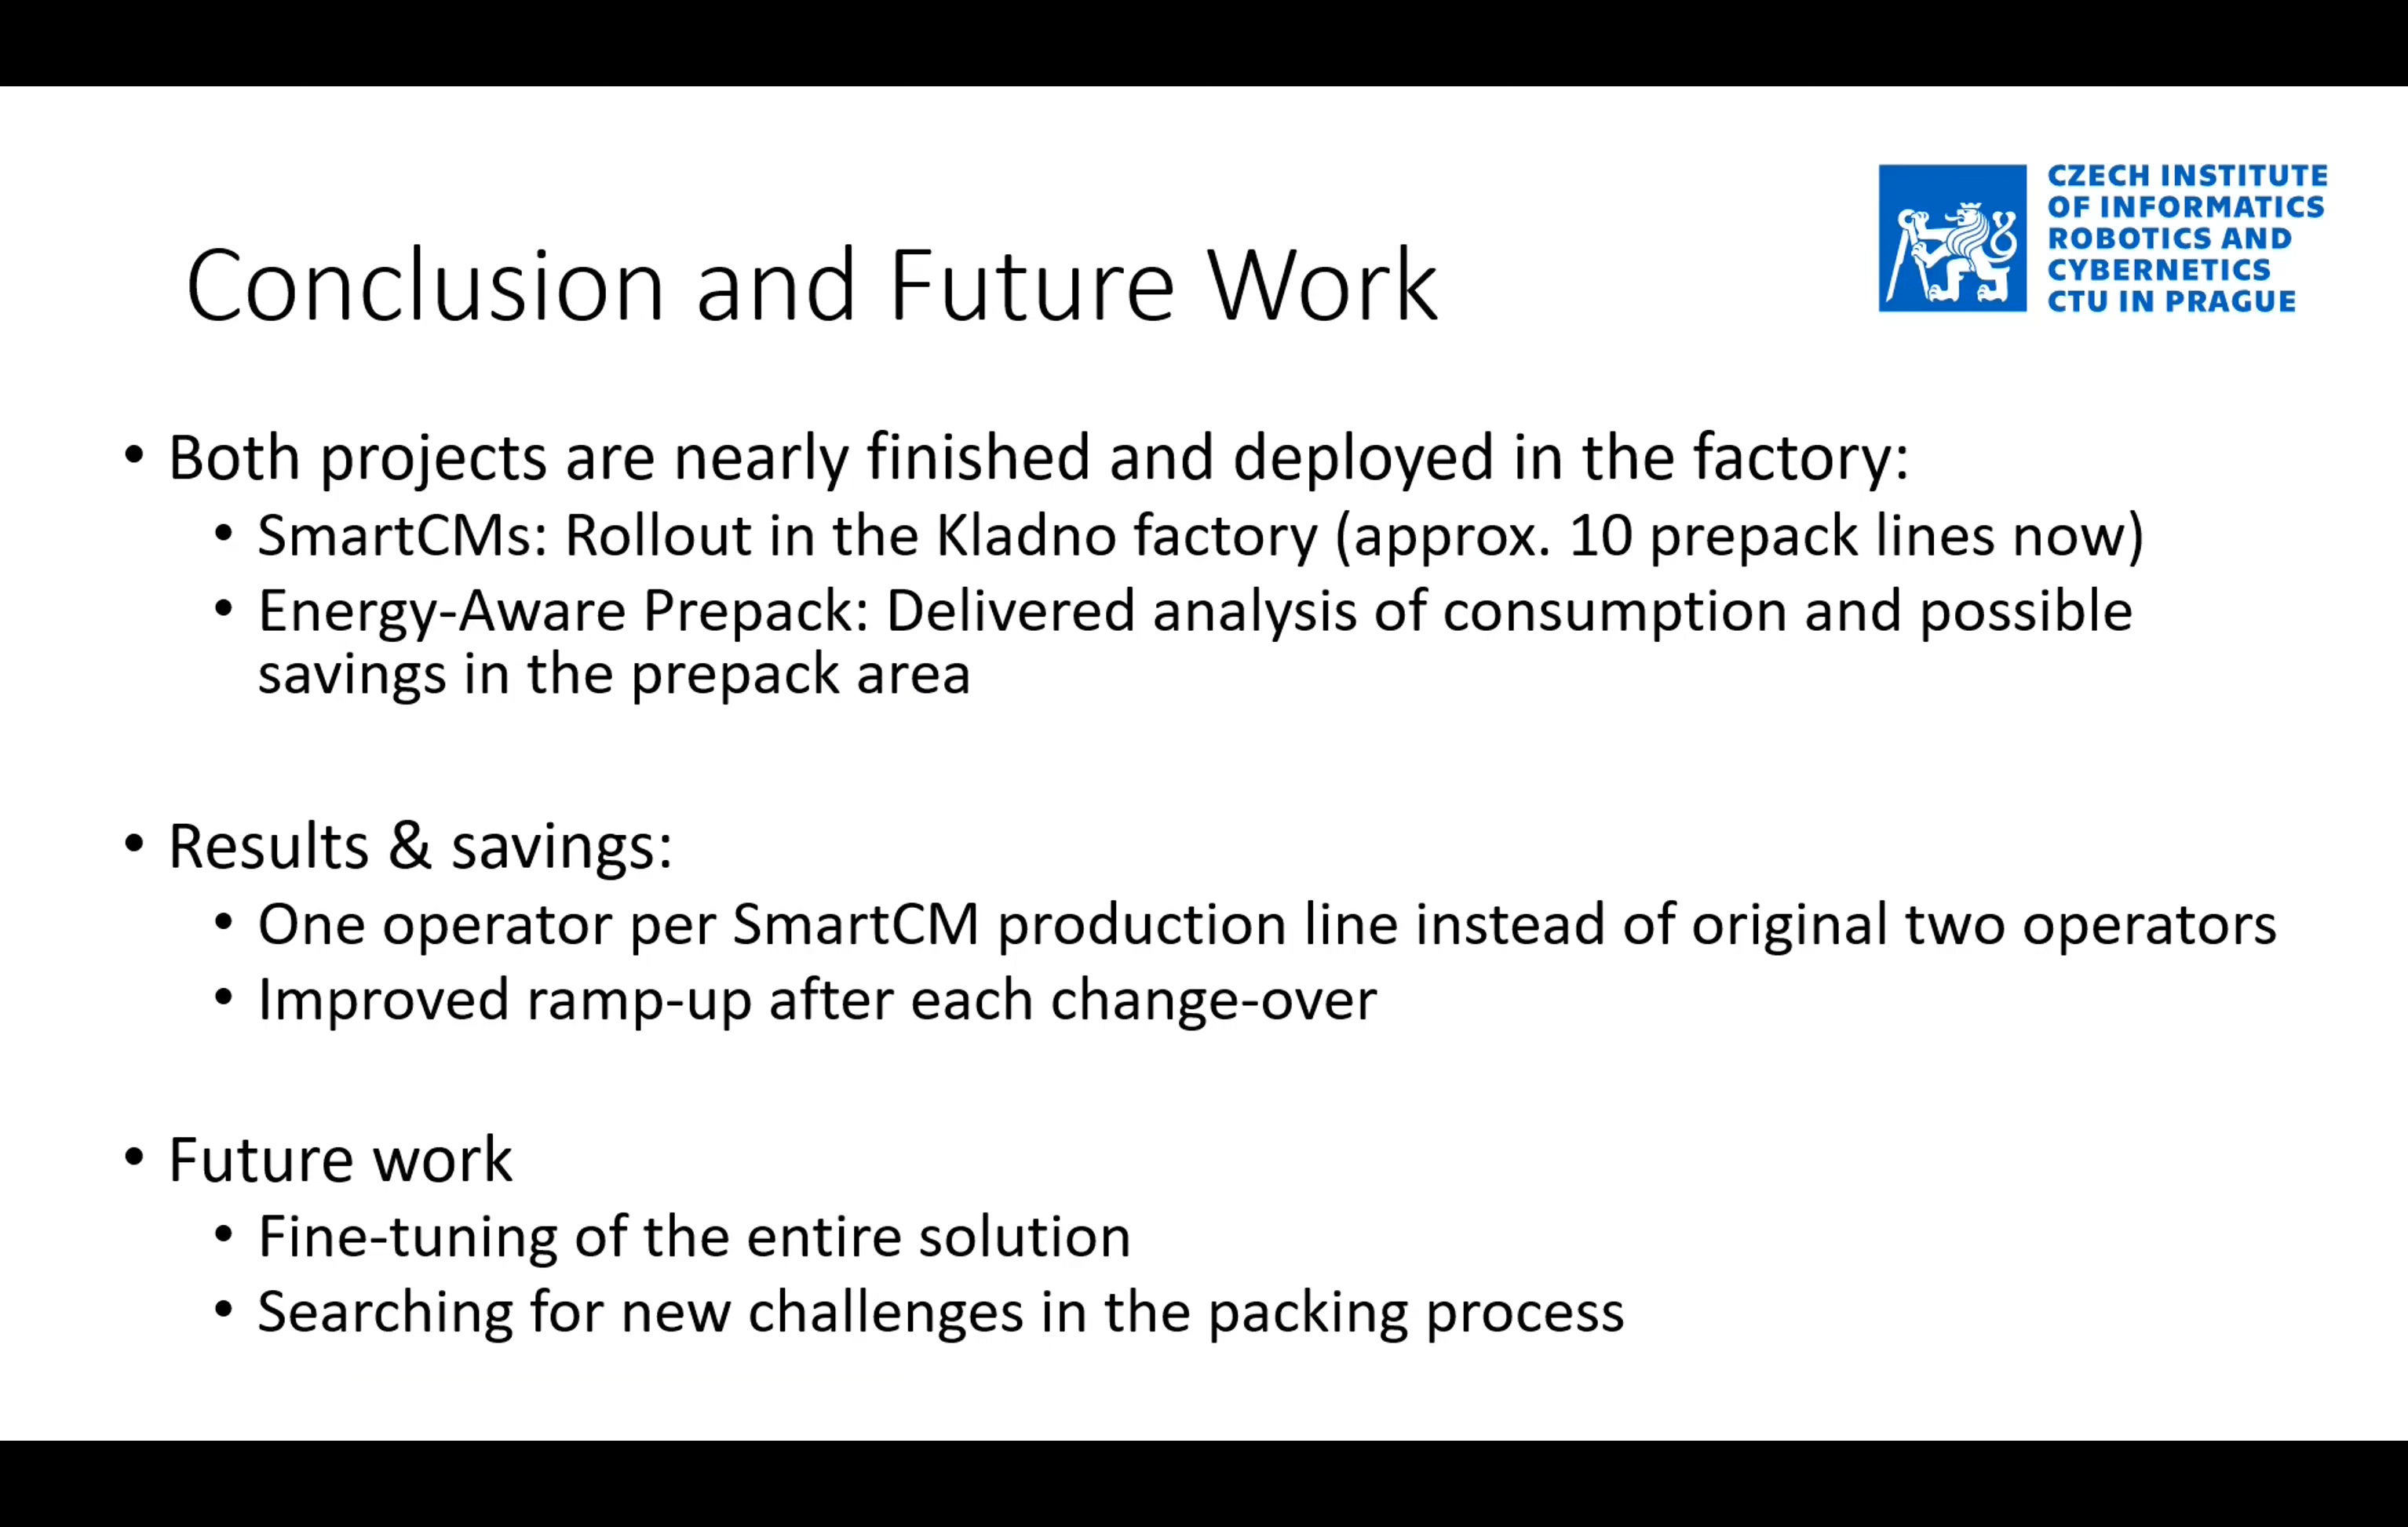 CZECH INSTITUTE
OF INFORMATICS
ROBOTICS AND
CYBERNETICS
CTU IN PRAGUE
Conclusion and Future Work
• Both projects are nearly finished and deployed in the factory:
• SmartCMs: Rollout in the Kladno factory (approx. 10 prepack lines now)
• Energy-Aware Prepack: Delivered analysis of consumption and possible
savings in the prepack area
• Results & savings:
• One operator per SmartCM production line instead of original two operators
• Improved ramp-up after each change-over
• Future work
• Fine-tuning of the entire solution
• Searching for new challenges in the packing process